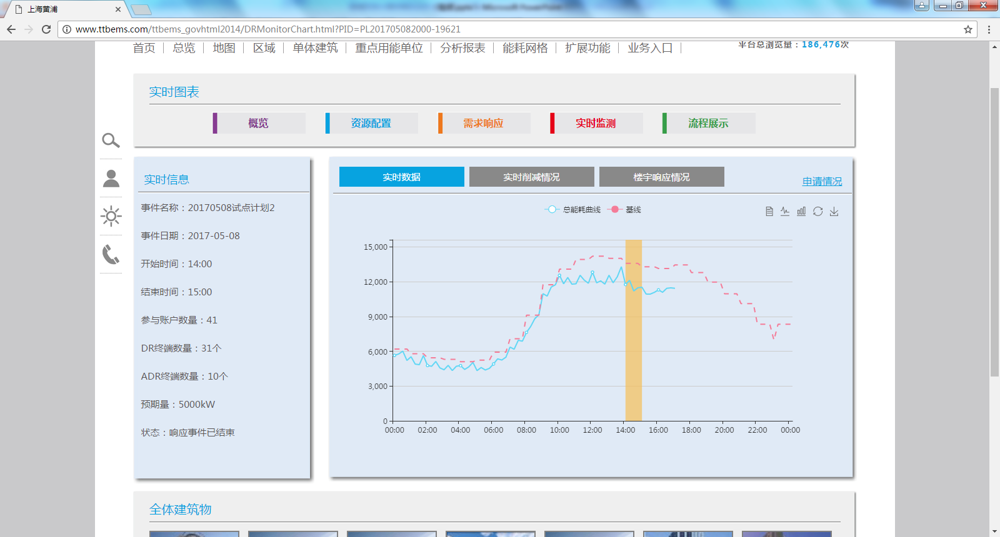 上海黄浦
www.ttbems.com/ttbems_govhtml2014/DRMonitorChart.html?PID=PL201705082000-19621
首页 | 总览 | 地图 | 区域 | 单体建筑 | 重点用能单位 | 分析报表 | 能耗网格 | 扩展功能 | 业务入口 |
平台总浏览量：186,476次
实时图表
概览 资源配置 需求响应 实时监测 流程展示
实时信息
事件名称：20170508试点计划2
事件日期：2017-05-08
开始时间：14:00
结束时间：15:00
参与账户数量：41
DR终端数量：31个
ADR终端数量：10个
预期量：5000kW
状态：响应事件已结束
实时数据 实时削减情况 楼宇响应情况
申请情况
总能耗曲线 基线
15,000
12,000
9,000
6,000
3,000
0
00:00 02:00 04:00 06:00 08:00 10:00 12:00 14:00 16:00 18:00 20:00 22:00 00:00
全体建筑物